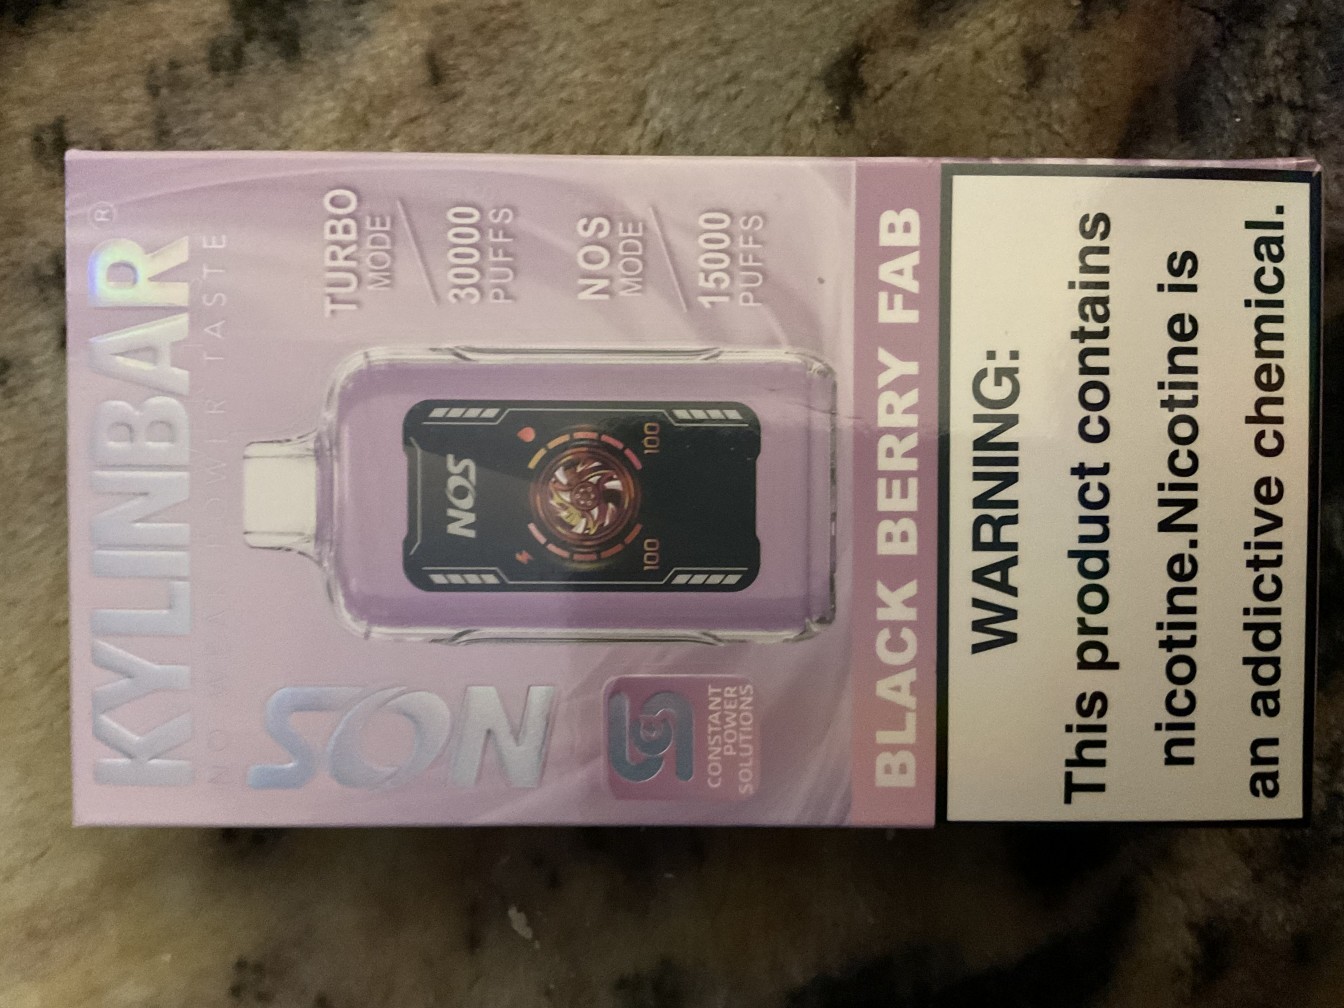 KYLINBAR®
NOS
TURBO
MODE
30000
PUFFS
NOS
MODE
15000
PUFFS
NOS
100
100
CONSTANT
POWER
SOLUTIONS
BLACK BERRY FAB
WARNING:
This product contains
nicotine.Nicotine is
an addictive chemical.